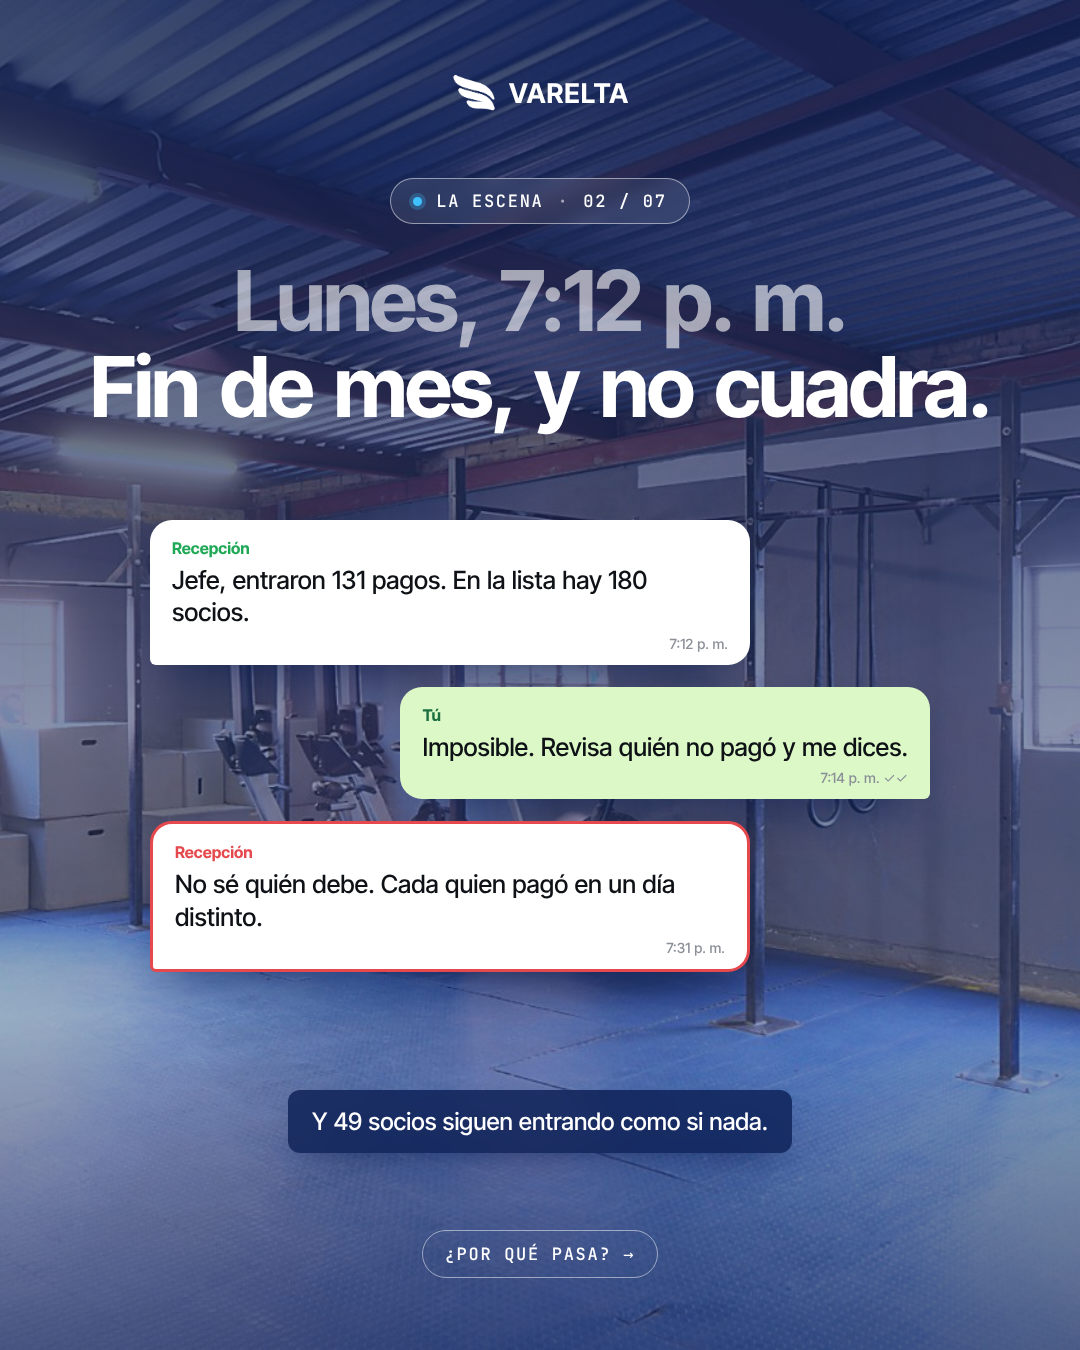 VARELTA
LA ESCENA · 02 / 07
Lunes, 7:12 p. m.
Fin de mes, y no cuadra.
Recepción
Jefe, entraron 131 pagos. En la lista hay 180
socios.
7:12 p. m.
Tú
Imposible. Revisa quién no pagó y me dices.
7:14 p. m. ✓✓
Recepción
No sé quién debe. Cada quien pagó en un día
distinto.
7:31 p. m.
Y 49 socios siguen entrando como si nada.
¿POR QUÉ PASA? →